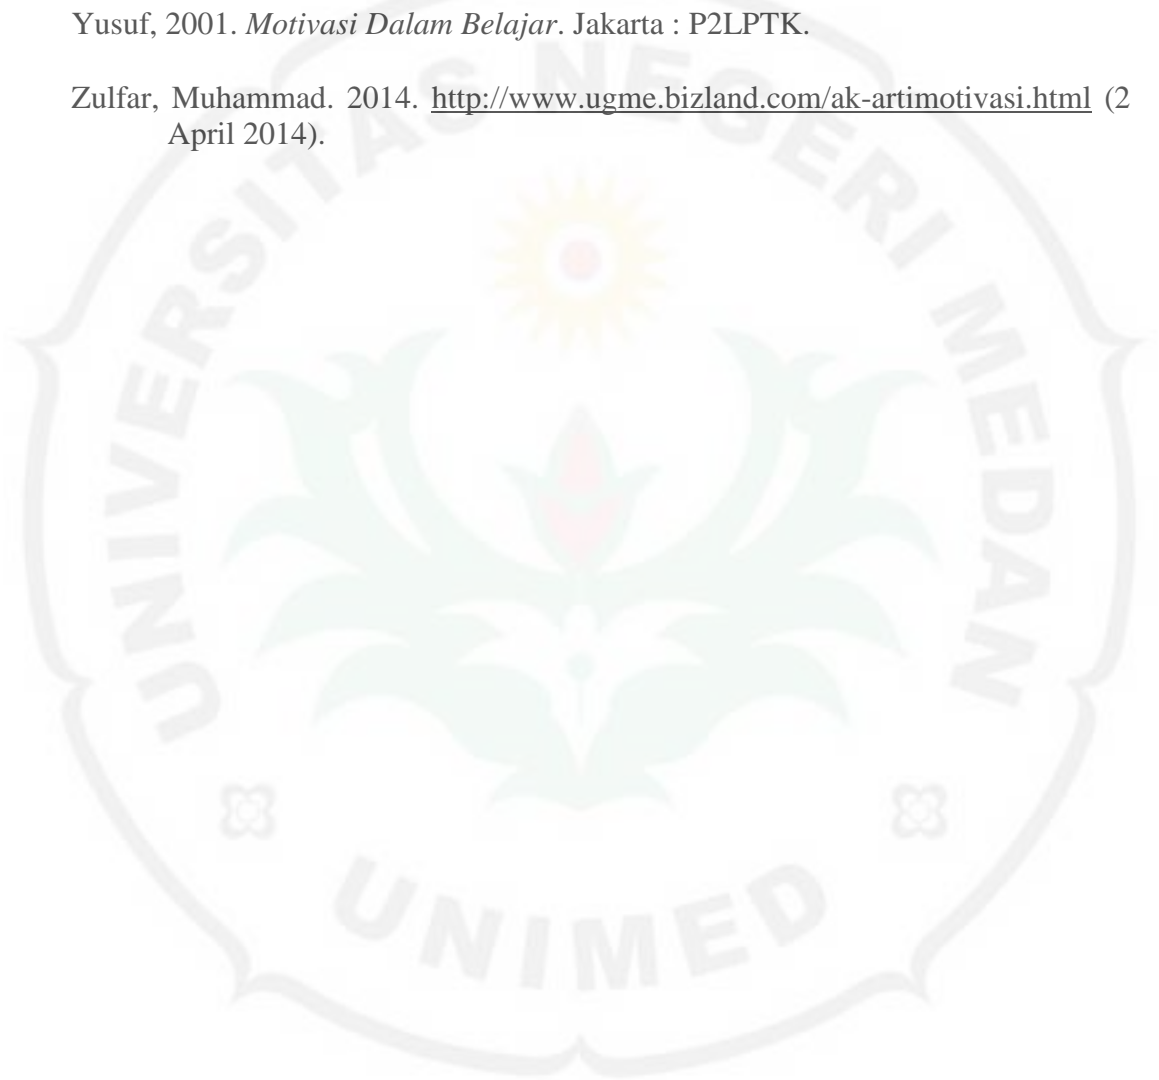 Yusuf, 2001. Motivasi Dalam Belajar. Jakarta : P2LPTK.
Zulfar, Muhammad. 2014. http://www.ugme.bizland.com/ak-artimotivasi.html (2
April 2014).
UNIVERSITAS NEGERI MEDAN
UNIMED